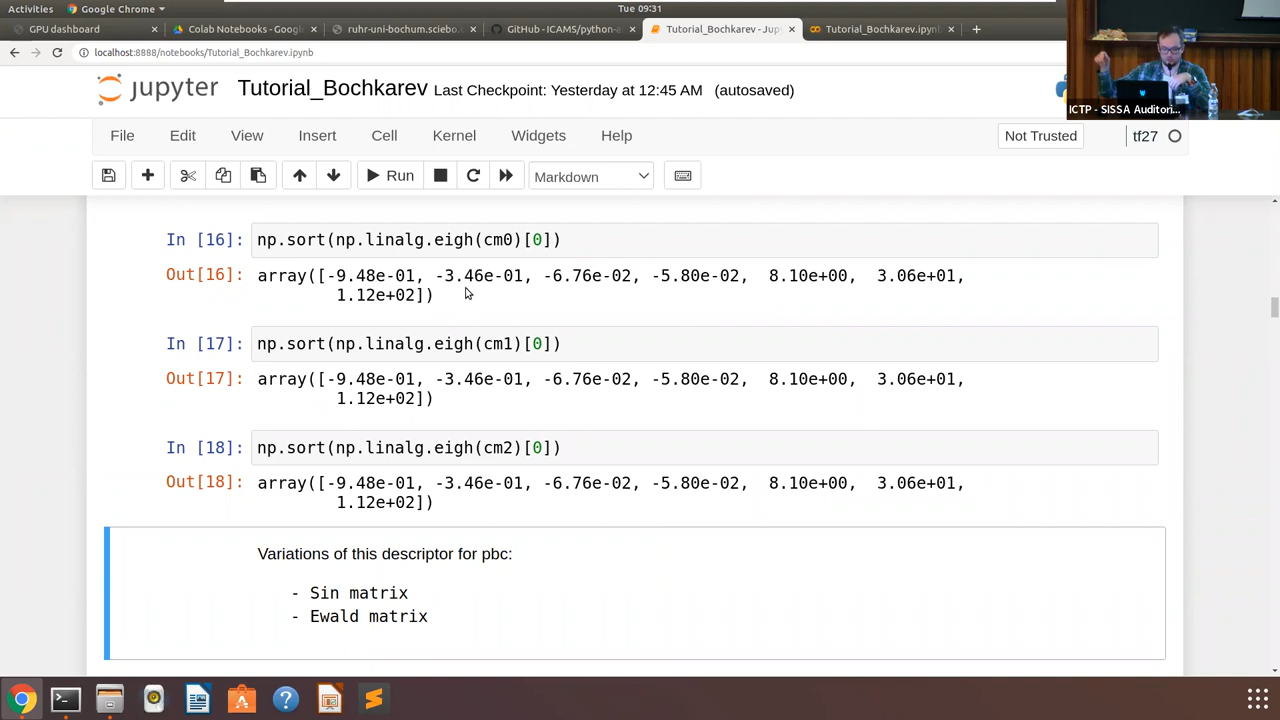 Activities
Google Chrome
Tue 09:31
GPU dashboard
Colab Notebooks - Google
ruhr-uni-bochum.sciebo.
GitHub - ICAMS/python-a
Tutorial_Bochkarev - Jup
Tutorial_Bochkarev.ipynb
localhost:8888/notebooks/Tutorial_Bochkarev.ipynb
ICTP - SISSA Auditori...
jupyter
Tutorial_Bochkarev Last Checkpoint: Yesterday at 12:45 AM (autosaved)
File Edit View Insert Cell Kernel Widgets Help
Not Trusted
tf27
Run
Markdown
In [16]: np.sort(np.linalg.eigh(cm0)[0])
Out[16]: array([-9.48e-01, -3.46e-01, -6.76e-02, -5.80e-02, 8.10e+00, 3.06e+01,
1.12e+02])
In [17]: np.sort(np.linalg.eigh(cm1)[0])
Out[17]: array([-9.48e-01, -3.46e-01, -6.76e-02, -5.80e-02, 8.10e+00, 3.06e+01,
1.12e+02])
In [18]: np.sort(np.linalg.eigh(cm2)[0])
Out[18]: array([-9.48e-01, -3.46e-01, -6.76e-02, -5.80e-02, 8.10e+00, 3.06e+01,
1.12e+02])
Variations of this descriptor for pbc:
- Sin matrix
- Ewald matrix